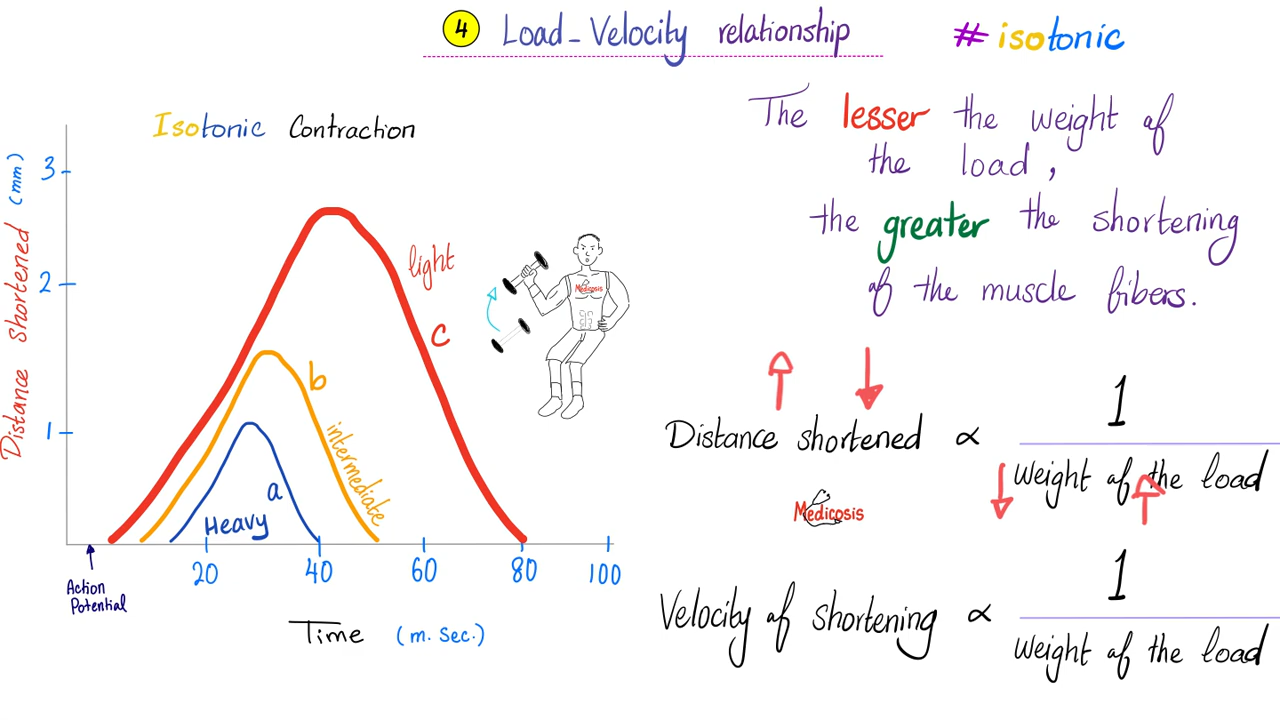 4 Load-Velocity relationship
#isotonic
Isotonic Contraction
Distance shortened (mm)
3
2
1
light
c
b
intermediate
a
Heavy
20 40 60 80 100
Action
Potential
Time (m. Sec.)
Medicosis
The lesser the weight of
the load,
the greater the shortening
of the muscle fibers.
Distance shortened ∝ 1
Weight of the load
Medicosis
Velocity of shortening ∝ 1
Weight of the load